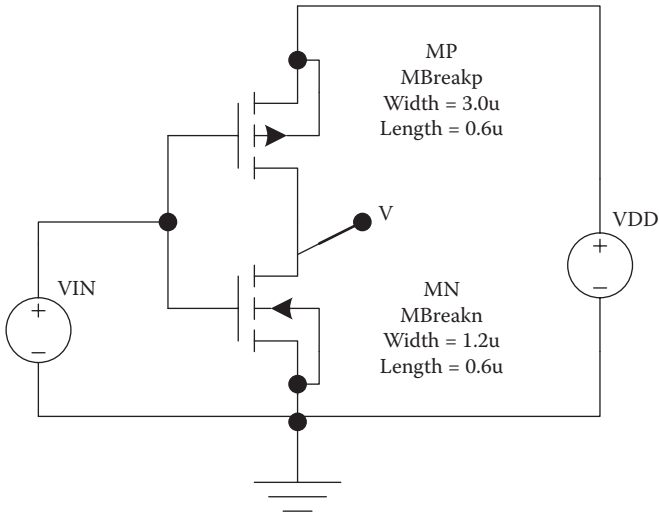 MP
MBreakp
Width = 3.0u
Length = 0.6u
V
VDD
+
−
VIN
+
−
MN
MBreakn
Width = 1.2u
Length = 0.6u